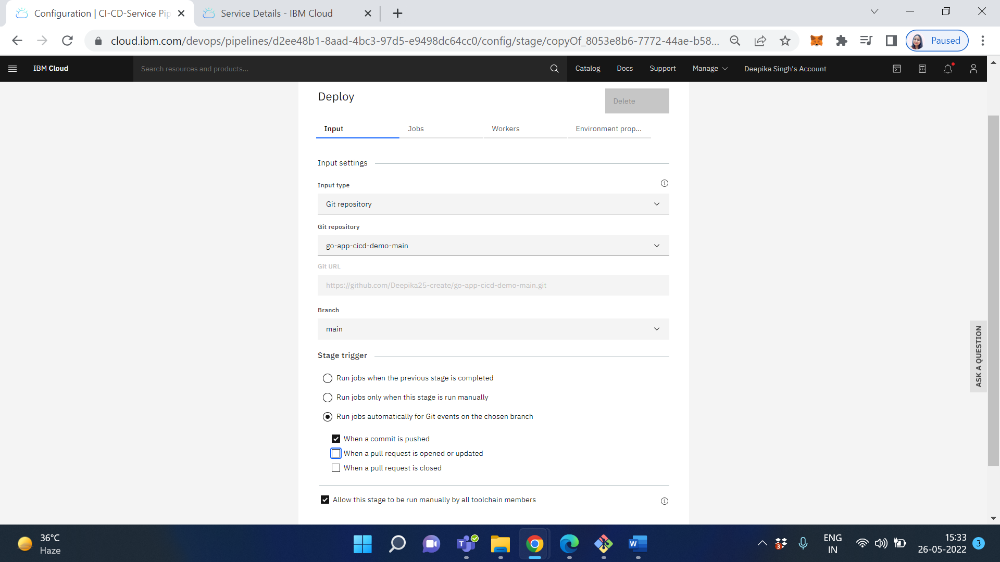 Configuration | CI-CD-Service Pip
Service Details - IBM Cloud
cloud.ibm.com/devops/pipelines/d2ee48b1-8aad-4bc3-97d5-e9498dc64cc0/config/stage/copyOf_8053e8b6-7772-44ae-b58...
Paused
IBM Cloud
Search resources and products...
Catalog
Docs
Support
Manage
Deepika Singh's Account
Deploy
Delete
Input
Jobs
Workers
Environment prop...
Input settings
Input type
Git repository
Git repository
go-app-cicd-demo-main
Git URL
https://github.com/Deepika25-create/go-app-cicd-demo-main.git
Branch
main
Stage trigger
Run jobs when the previous stage is completed
Run jobs only when this stage is run manually
Run jobs automatically for Git events on the chosen branch
When a commit is pushed
When a pull request is opened or updated
When a pull request is closed
Allow this stage to be run manually by all toolchain members
ASK A QUESTION
36°C
Haze
T
W
3
ENG
IN
15:33
26-05-2022
3